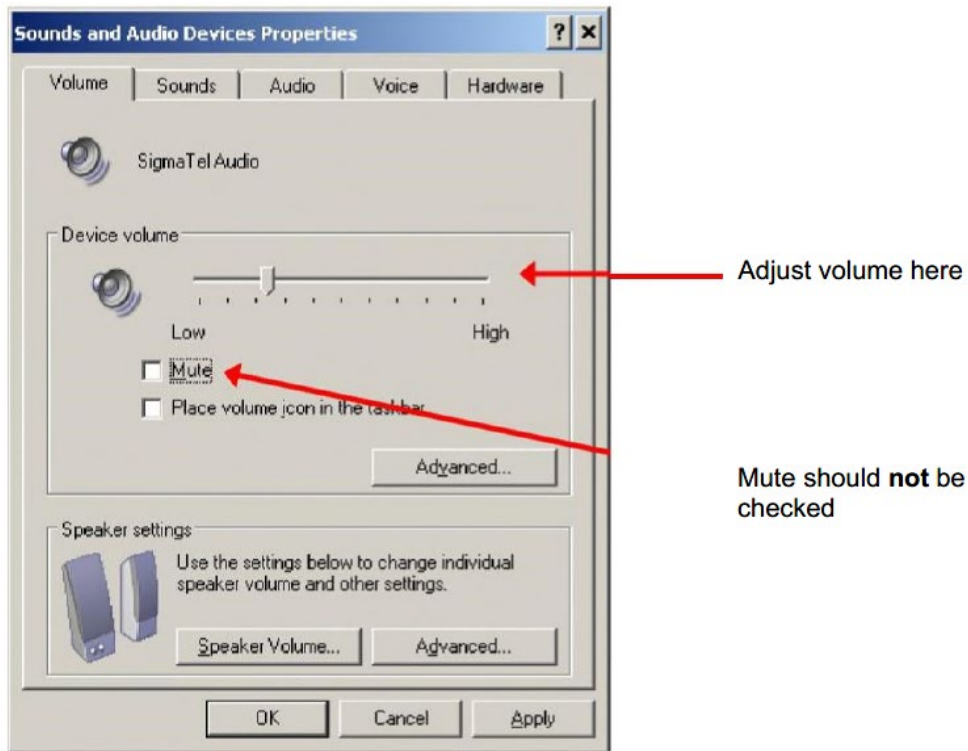 Sounds and Audio Devices Properties
? ×
Volume Sounds Audio Voice Hardware
SigmaTel Audio
Device volume
Adjust volume here
Low High
Mute
Place volume icon in the taskbar
Advanced...
Mute should not be
checked
Speaker settings
Use the settings below to change individual
speaker volume and other settings.
Speaker Volume... Advanced...
OK Cancel Apply